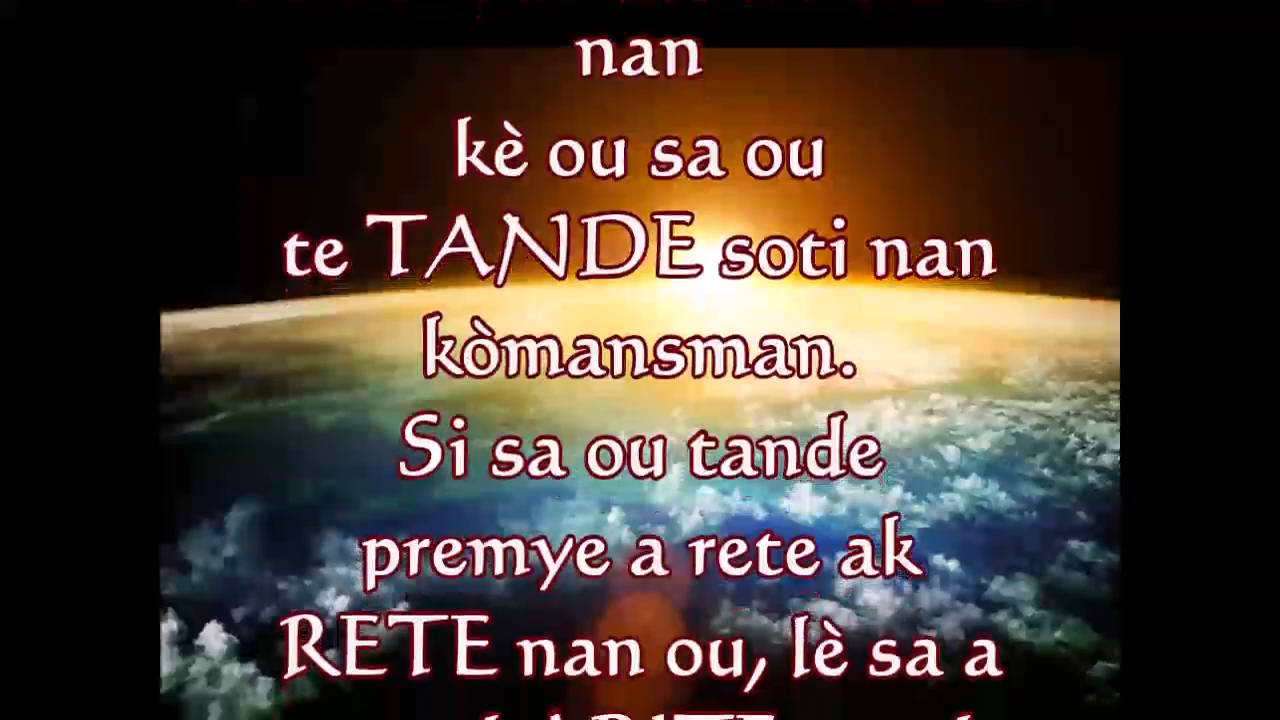 nan
kè ou sa ou
te TANDE soti nan
kòmansman.
Si sa ou tande
premye a rete ak
RETE nan ou, lè sa a